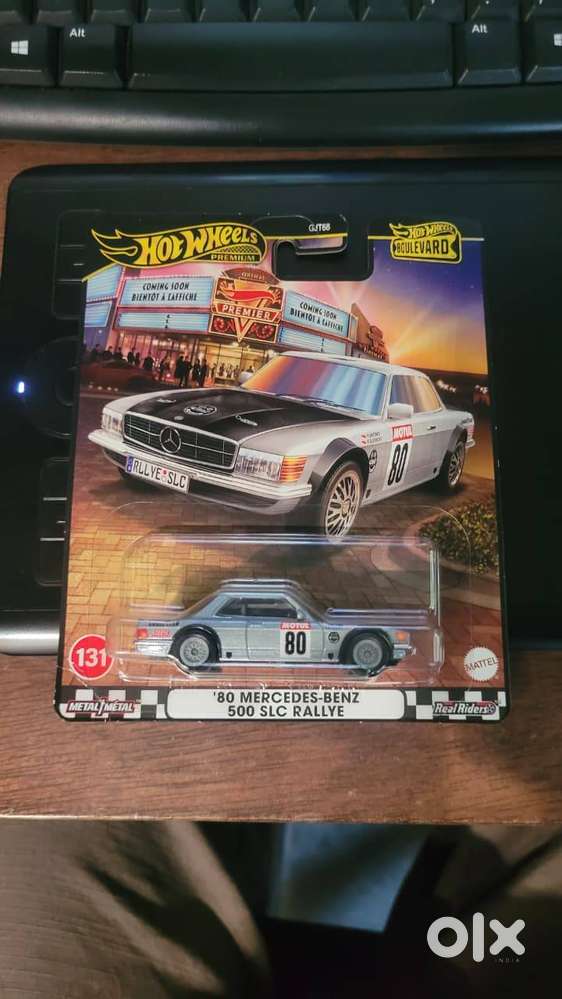 Alt
Alt
HOT WHEELS
PREMIUM
GJT68
HOT WHEELS
BOULEVARD
COMING SOON
BIENTÔT À L'AFFICHE
PREMIER
COMING SOON
BIENTÔT À L'AFFICHE
MOTUL
80
RLLYE SLC
MOTUL
80
131
MATTEL
METAL/MÉTAL
'80 MERCEDES-BENZ
500 SLC RALLYE
Real Riders
olx
INDIA